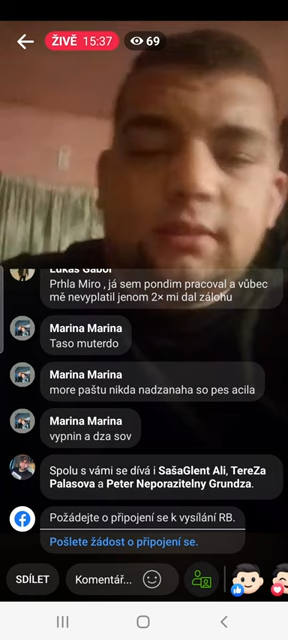 ŽIVĚ 15:37 69
Lukas Gabor
Prhla Miro , já sem pondim pracoval a vůbec
mě nevyplatil jenom 2× mi dal zálohu
Marina Marina
Taso muterdo
Marina Marina
more paštu nikda nadzanaha so pes acila
Marina Marina
vypnin a dza sov
Spolu s vámi se dívá i SašaGlent Ali, TereZa
Palasova a Peter Neporazitelny Grundza.
Požádejte o připojení se k vysílání RB.
Pošlete žádost o připojení se.
SDÍLET Komentář...